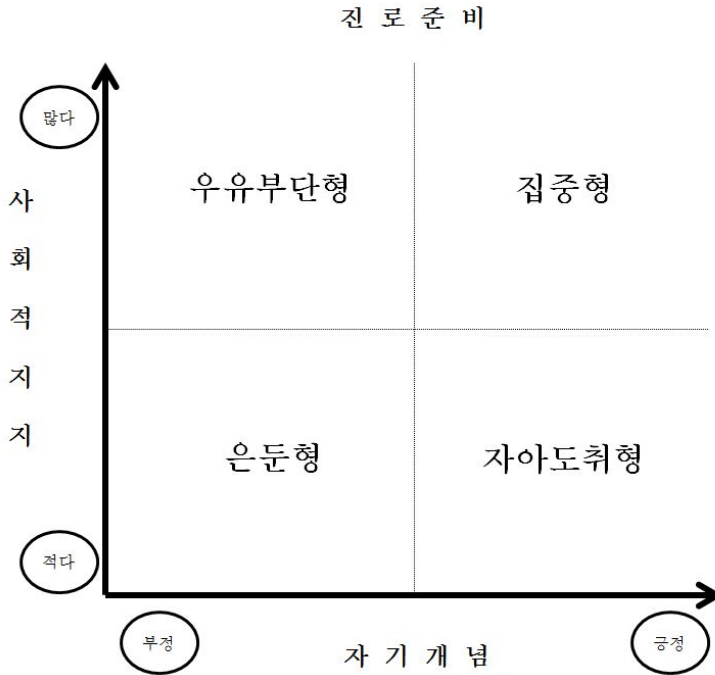 진 로 준 비
많다
우유부단형 집중형
사
회
적
지
지
은둔형 자아도취형
적다
부정 긍정
자 기 개 념